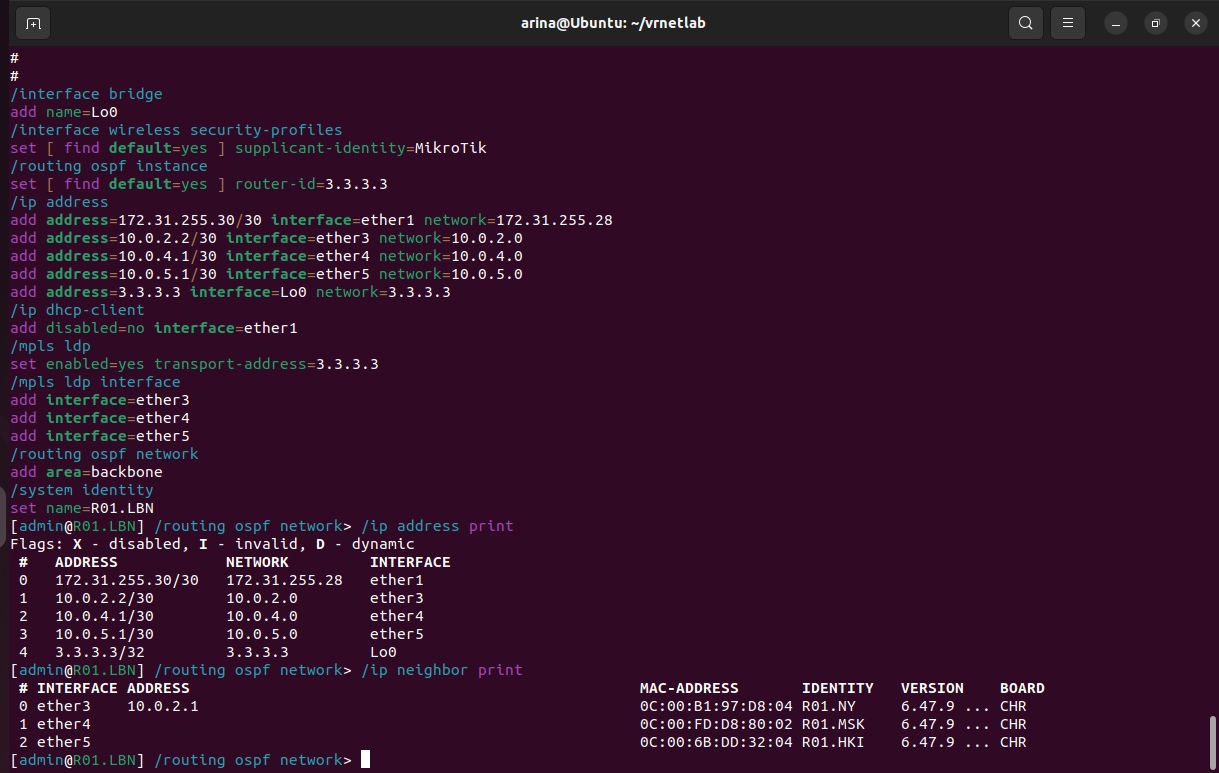 arina@Ubuntu: ~/vrnetlab
#
#
/interface bridge
add name=Lo0
/interface wireless security-profiles
set [ find default=yes ] supplicant-identity=MikroTik
/routing ospf instance
set [ find default=yes ] router-id=3.3.3.3
/ip address
add address=172.31.255.30/30 interface=ether1 network=172.31.255.28
add address=10.0.2.2/30 interface=ether3 network=10.0.2.0
add address=10.0.4.1/30 interface=ether4 network=10.0.4.0
add address=10.0.5.1/30 interface=ether5 network=10.0.5.0
add address=3.3.3.3 interface=Lo0 network=3.3.3.3
/ip dhcp-client
add disabled=no interface=ether1
/mpls ldp
set enabled=yes transport-address=3.3.3.3
/mpls ldp interface
add interface=ether3
add interface=ether4
add interface=ether5
/routing ospf network
add area=backbone
/system identity
set name=R01.LBN
[admin@R01.LBN] /routing ospf network> /ip address print
Flags: X - disabled, I - invalid, D - dynamic
# ADDRESS NETWORK INTERFACE
0 172.31.255.30/30 172.31.255.28 ether1
1 10.0.2.2/30 10.0.2.0 ether3
2 10.0.4.1/30 10.0.4.0 ether4
3 10.0.5.1/30 10.0.5.0 ether5
4 3.3.3.3/32 3.3.3.3 Lo0
[admin@R01.LBN] /routing ospf network> /ip neighbor print
# INTERFACE ADDRESS MAC-ADDRESS IDENTITY VERSION BOARD
0 ether3 10.0.2.1 0C:00:B1:97:D8:04 R01.NY 6.47.9 ... CHR
1 ether4 0C:00:FD:D8:80:02 R01.MSK 6.47.9 ... CHR
2 ether5 0C:00:6B:DD:32:04 R01.HKI 6.47.9 ... CHR
[admin@R01.LBN] /routing ospf network>